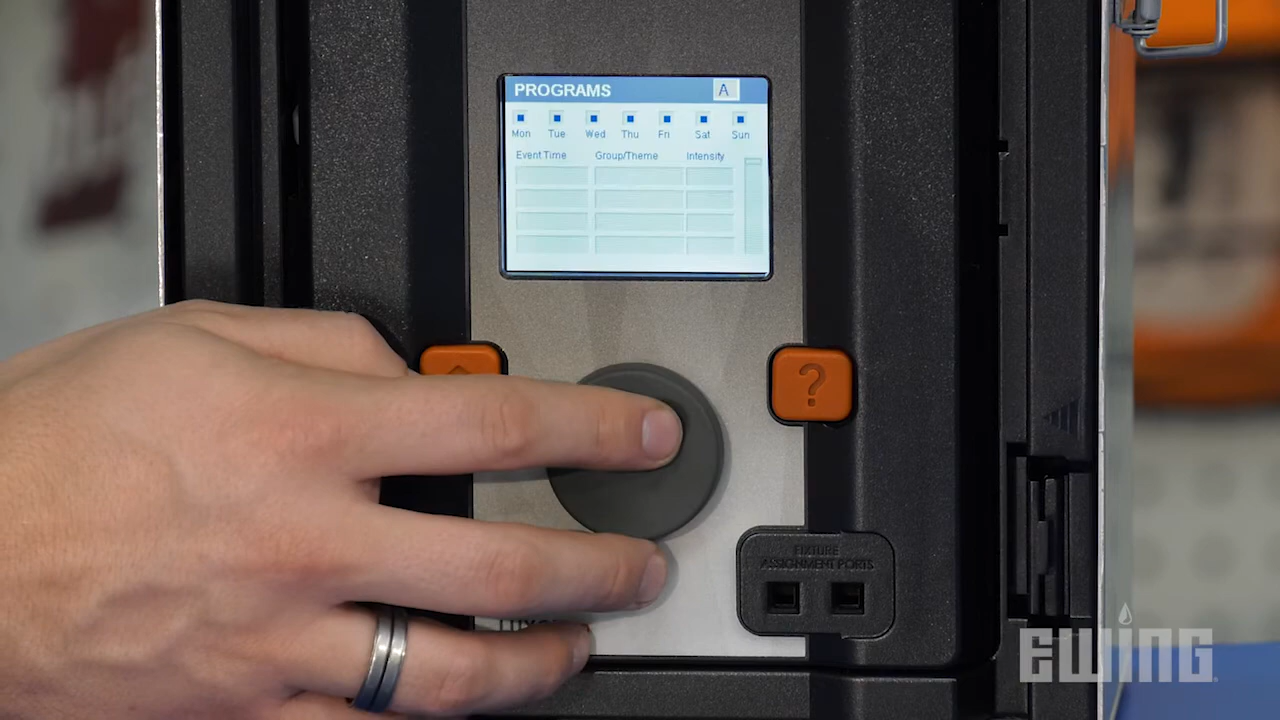 PROGRAMS A
Mon Tue Wed Thu Fri Sat Sun
Event Time Group/Theme Intensity
?
FIXTURE
ASSIGNMENT PORTS
EWING